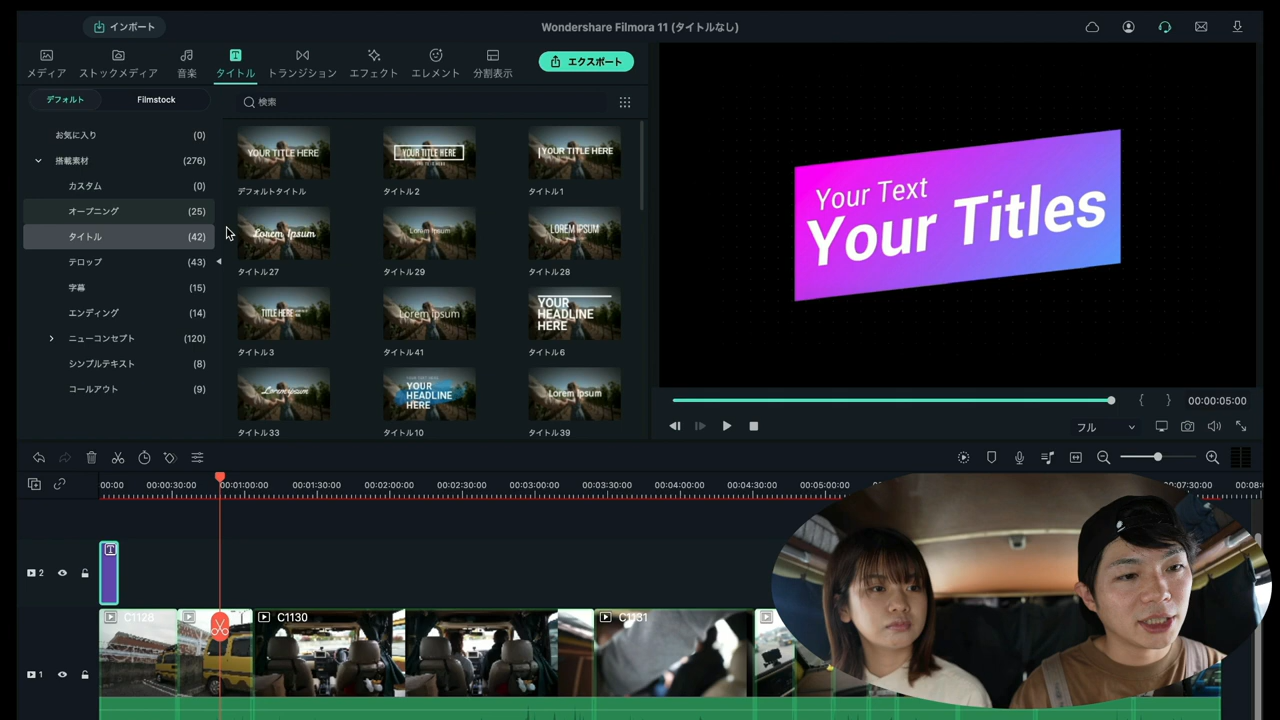 インポート
Wondershare Filmora 11 (タイトルなし)
メディア
ストックメディア
音楽
タイトル
トランジション
エフェクト
エレメント
分割表示
エクスポート
デフォルト
Filmstock
検索
お気に入り (0)
搭載素材 (276)
カスタム (0)
オープニング (25)
タイトル (42)
テロップ (43)
字幕 (15)
エンディング (14)
ニューコンセプト (120)
シンプルテキスト (8)
コールアウト (9)
YOUR TITLE HERE
YOUR TITLE HERE
YOUR TITLE HERE
デフォルトタイトル
タイトル2
タイトル1
Lorem Ipsum
Lorem Ipsum
LOREM IPSUM
タイトル27
タイトル29
タイトル28
TITLE HERE
Lorem Ipsum
YOUR
HEADLINE
HERE
タイトル3
タイトル41
タイトル6
Lorem Ipsum
YOUR
HEADLINE
HERE
Lorem Ipsum
タイトル33
タイトル10
タイトル39
Your Text
Your Titles
00:00:05:00
フル
00:00
00:00:30:00
00:01:00:00
00:01:30:00
00:02:00:00
00:02:30:00
00:03:00:00
00:03:30:00
00:04:00:00
00:04:30:00
00:05:00:00
00:07:30:00
00:08:0
2
T
C1128
C1130
C1131
1